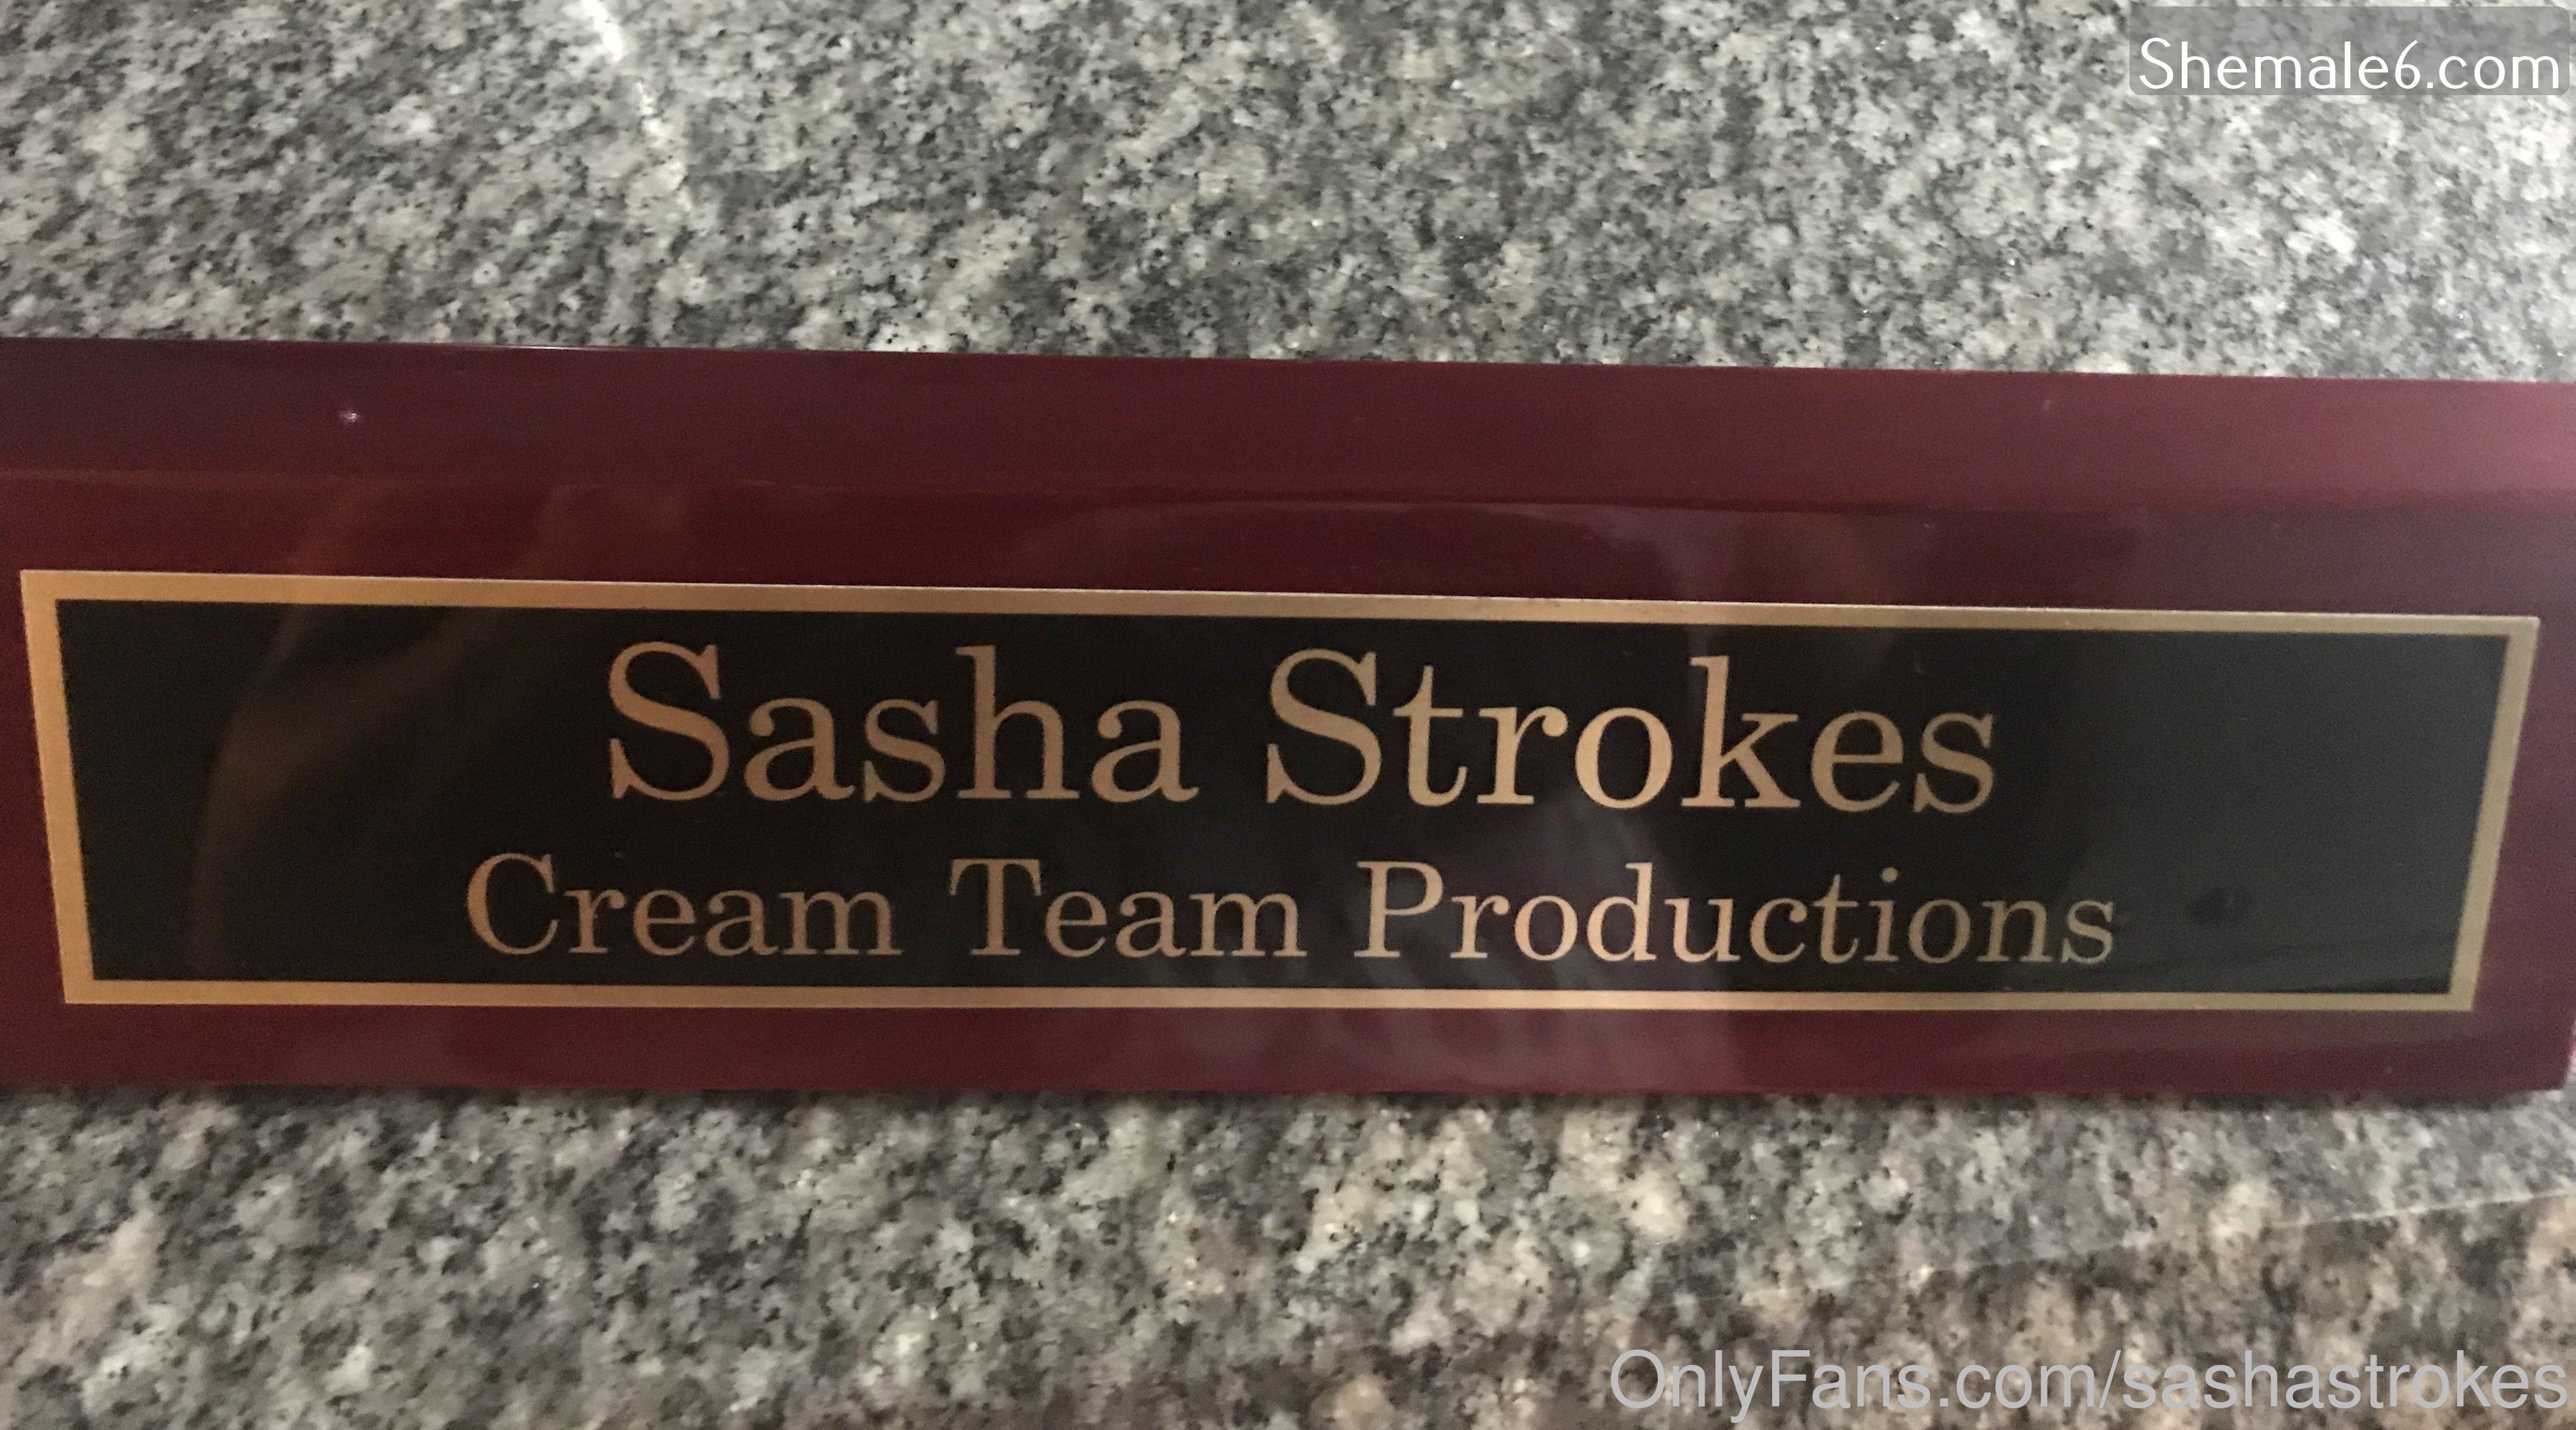 Shemale6.com
Sasha Strokes
Cream Team Productions
OnlyFans.com/sashastrokes